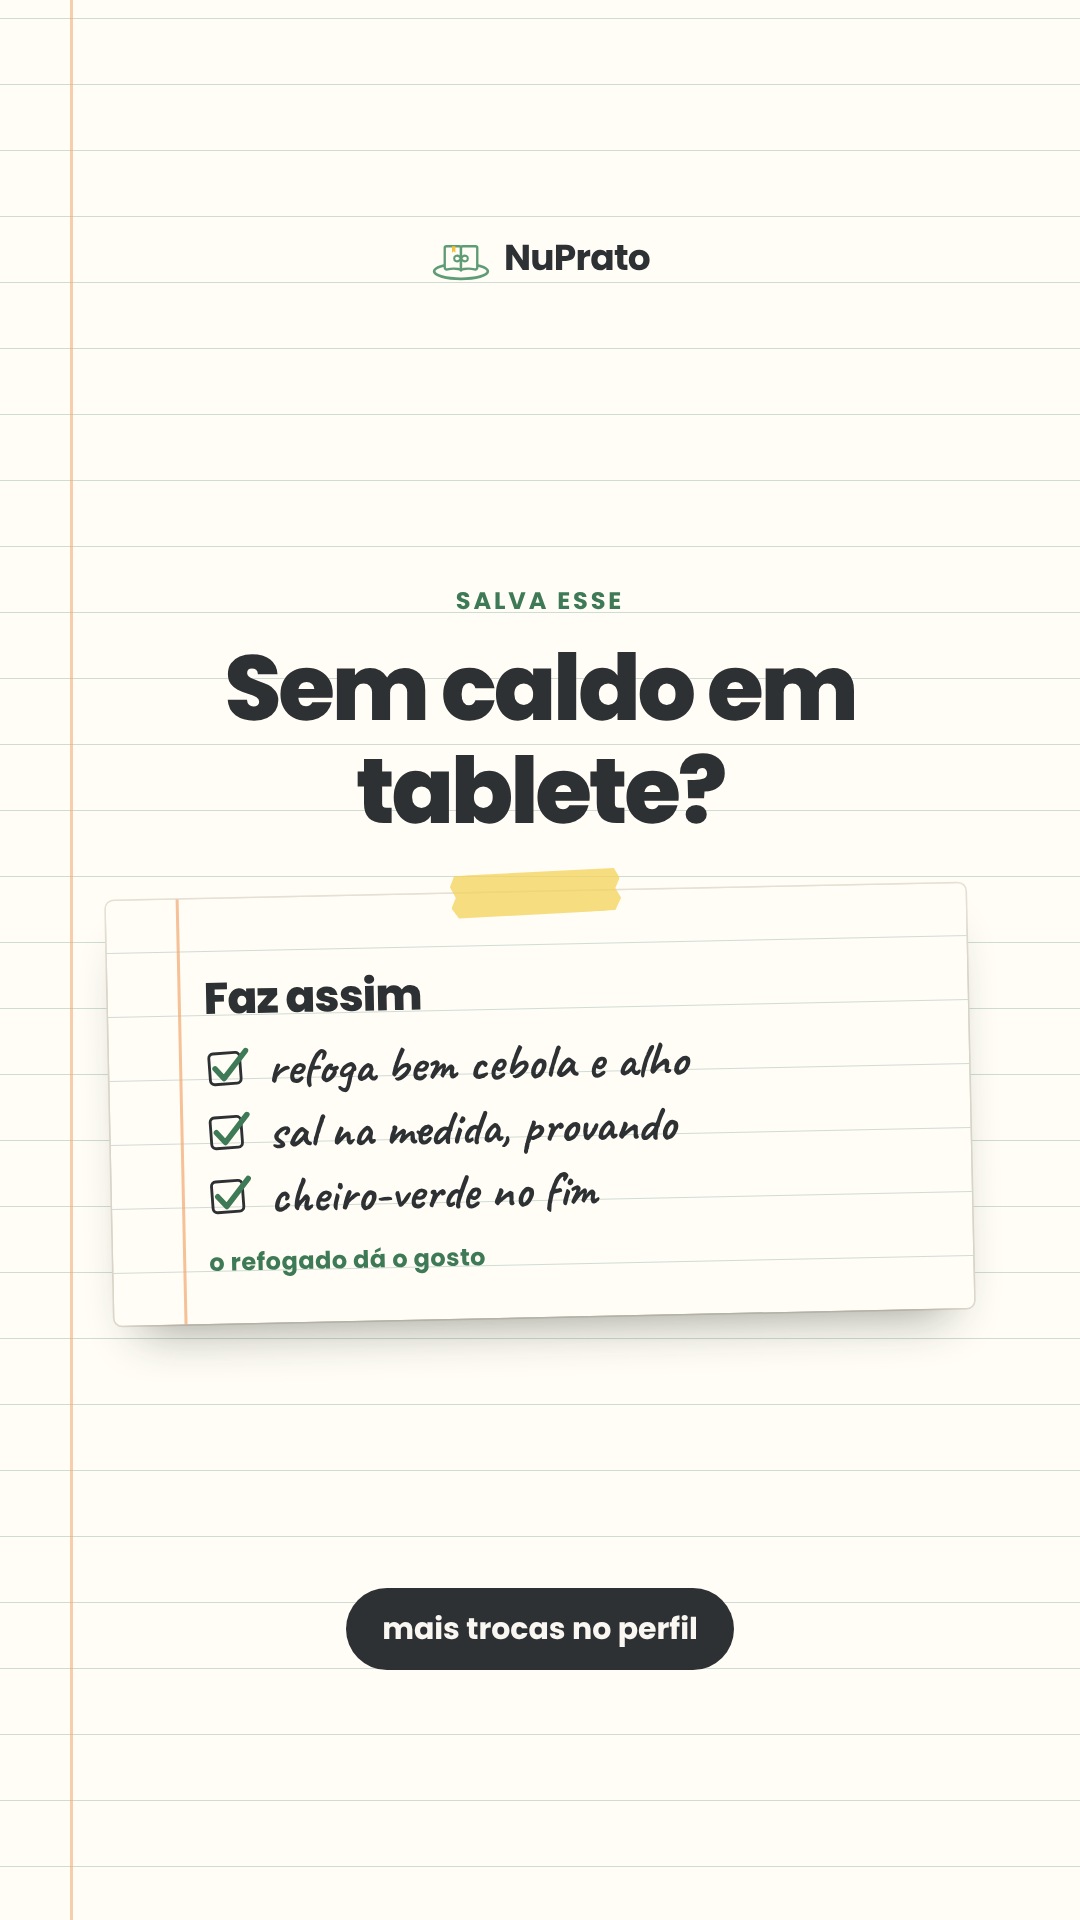 NuPrato
SALVA ESSE
Sem caldo em
tablete?
Faz assim
refoga bem cebola e alho
sal na medida, provando
cheiro-verde no fim
o refogado dá o gosto
mais trocas no perfil